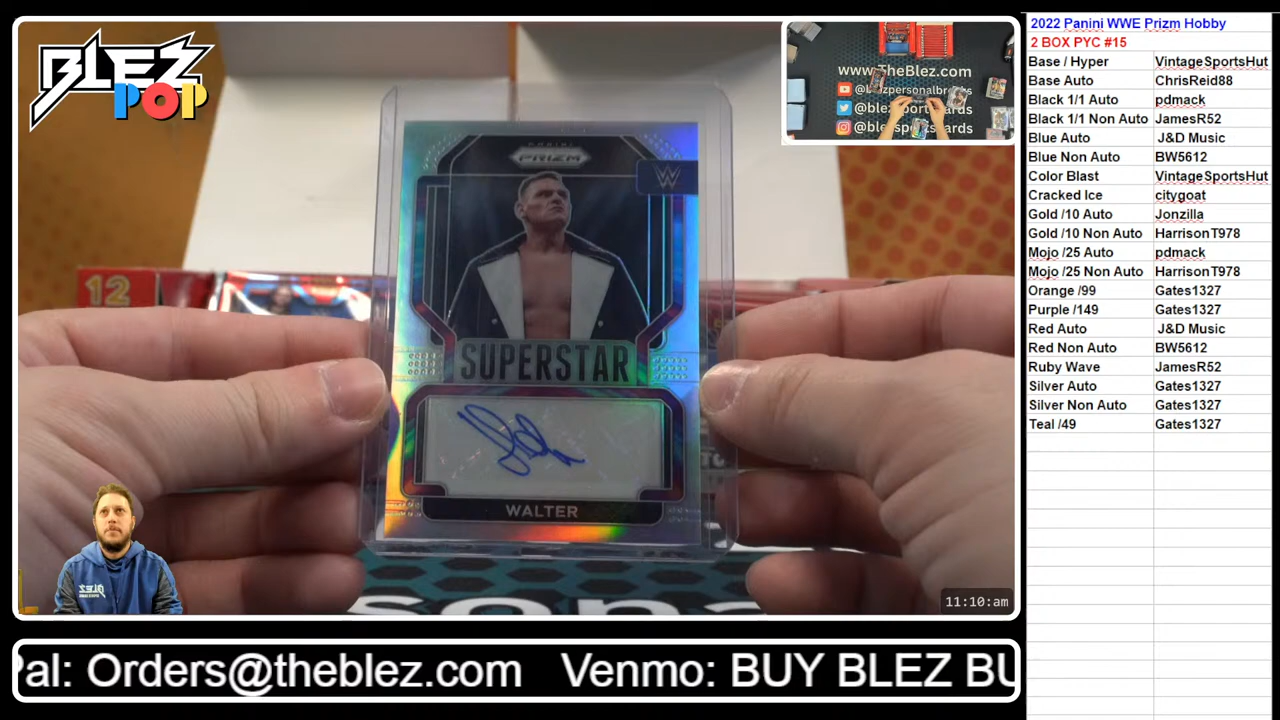 BLEZ
POP
12
PANINI
PRIZM
W
SUPERSTAR
WALTER
www.TheBlez.com
11:10:am
Pal: Orders@theblez.com Venmo: BUY BLEZ BU
2022 Panini WWE Prizm Hobby
2 BOX PYC #15
Base / Hyper VintageSportsHut
Base Auto ChrisReid88
Black 1/1 Auto pdmack
Black 1/1 Non Auto JamesR52
Blue Auto J&D Music
Blue Non Auto BW5612
Color Blast VintageSportsHut
Cracked Ice citygoat
Gold /10 Auto Jonzilla
Gold /10 Non Auto HarrisonT978
Mojo /25 Auto pdmack
Mojo /25 Non Auto HarrisonT978
Orange /99 Gates1327
Purple /149 Gates1327
Red Auto J&D Music
Red Non Auto BW5612
Ruby Wave JamesR52
Silver Auto Gates1327
Silver Non Auto Gates1327
Teal /49 Gates1327